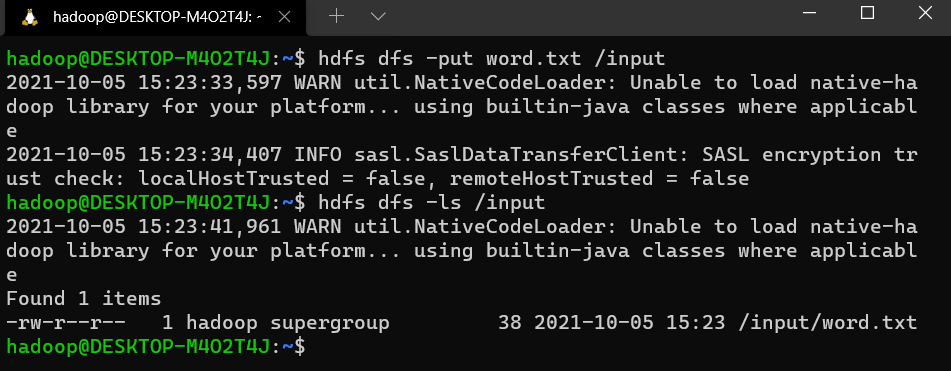 hadoop@DESKTOP-M4O2T4J: ~
hadoop@DESKTOP-M4O2T4J:~$ hdfs dfs -put word.txt /input
2021-10-05 15:23:33,597 WARN util.NativeCodeLoader: Unable to load native-ha
doop library for your platform... using builtin-java classes where applicabl
e
2021-10-05 15:23:34,407 INFO sasl.SaslDataTransferClient: SASL encryption tr
ust check: localHostTrusted = false, remoteHostTrusted = false
hadoop@DESKTOP-M4O2T4J:~$ hdfs dfs -ls /input
2021-10-05 15:23:41,961 WARN util.NativeCodeLoader: Unable to load native-ha
doop library for your platform... using builtin-java classes where applicabl
e
Found 1 items
-rw-r--r--   1 hadoop supergroup         38 2021-10-05 15:23 /input/word.txt
hadoop@DESKTOP-M4O2T4J:~$